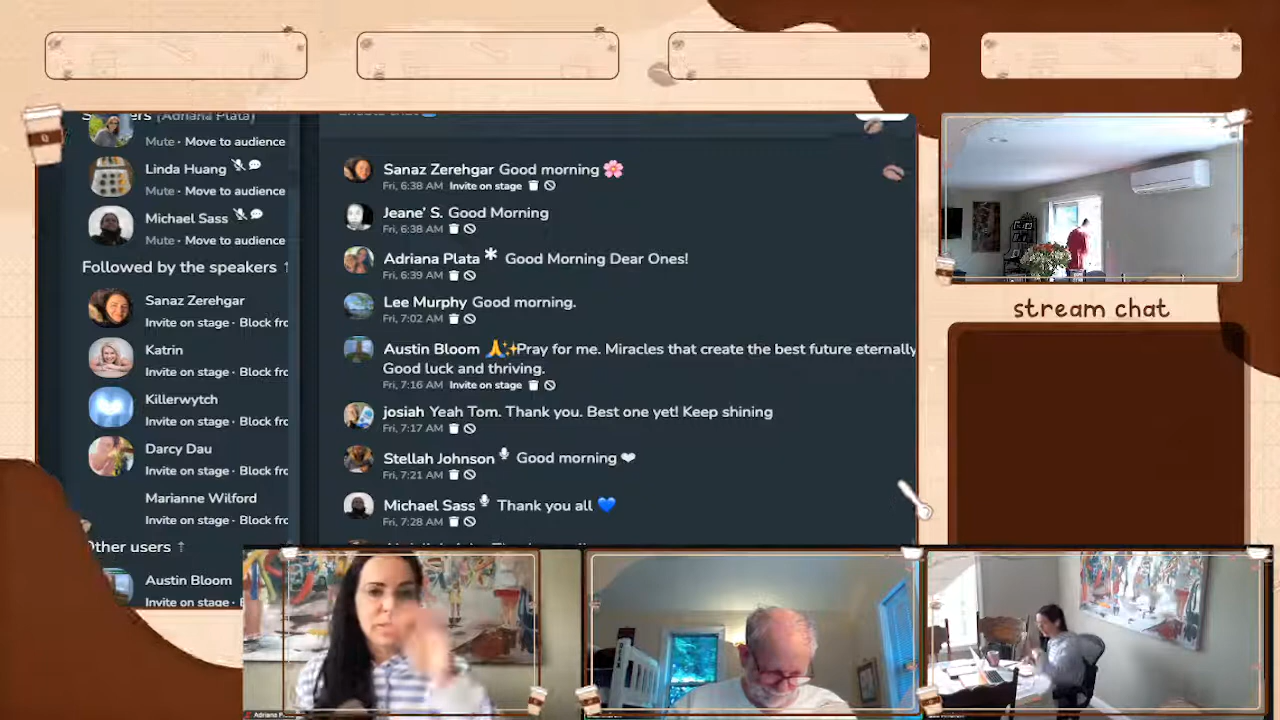 Speakers (Adriana Plata)
Mute · Move to audience
Linda Huang
Mute · Move to audience
Michael Sass
Mute · Move to audience
Followed by the speakers ↑
Sanaz Zerehgar
Invite on stage · Block fro
Katrin
Invite on stage · Block fro
Killerwytch
Invite on stage · Block fro
Darcy Dau
Invite on stage · Block fro
Marianne Wilford
Invite on stage · Block fro
Other users ↑
Austin Bloom
Invite on stage · B
Sanaz Zerehgar Good morning 🌸
Fri, 6:38 AM Invite on stage
Jeane' S. Good Morning
Fri, 6:38 AM
Adriana Plata * Good Morning Dear Ones!
Fri, 6:39 AM
Lee Murphy Good morning.
Fri, 7:02 AM
Austin Bloom 🙏✨Pray for me. Miracles that create the best future eternally
Good luck and thriving.
Fri, 7:16 AM Invite on stage
josiah Yeah Tom. Thank you. Best one yet! Keep shining
Fri, 7:17 AM
Stellah Johnson Good morning ❤
Fri, 7:21 AM
Michael Sass Thank you all 💙
Fri, 7:28 AM
stream chat
Adriana P